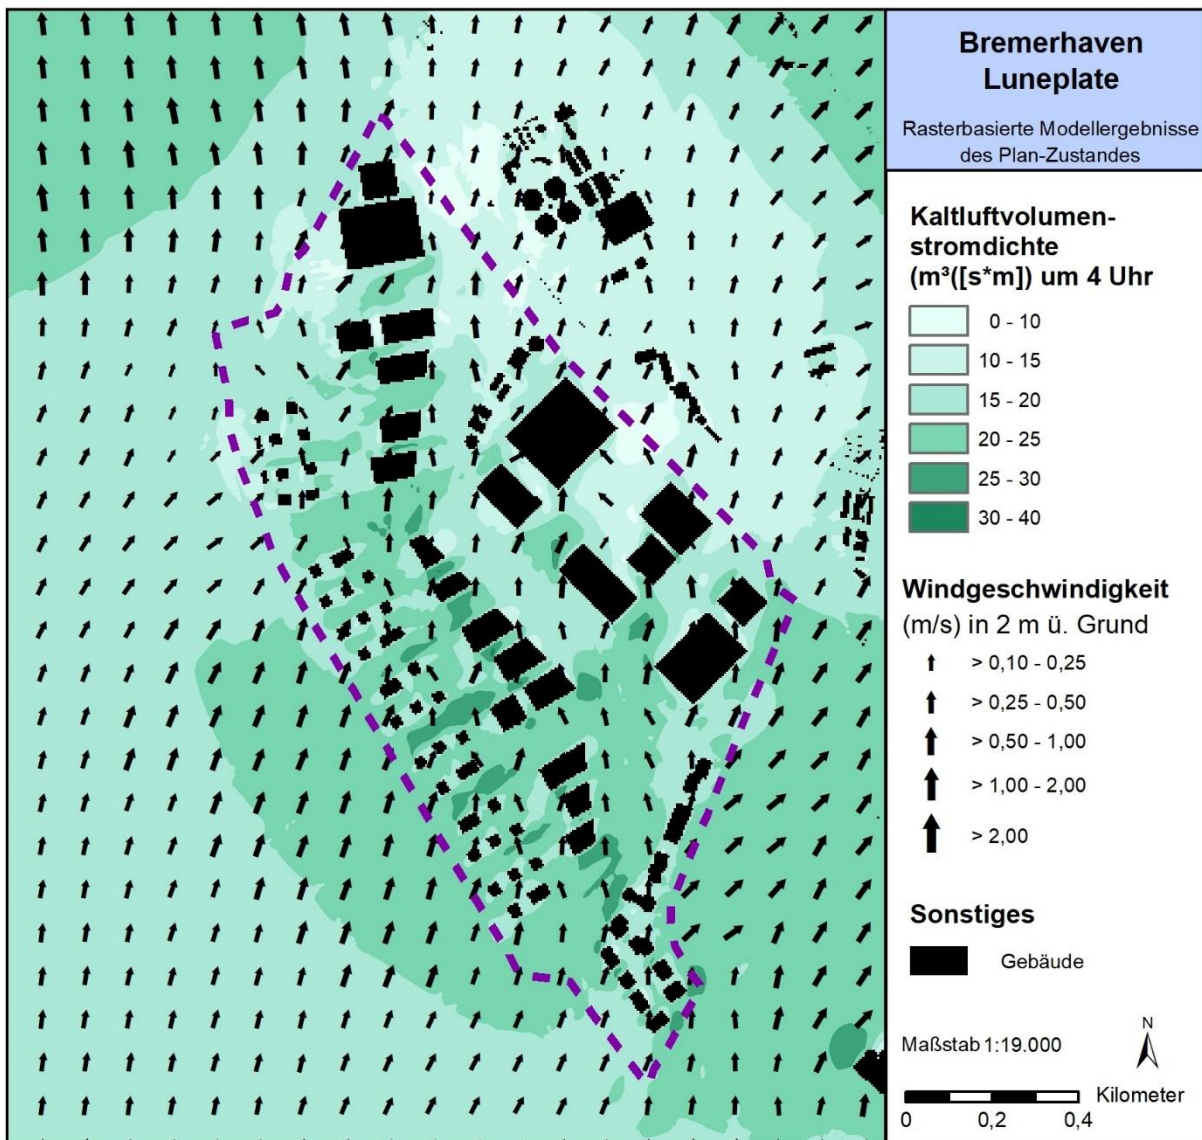 Bremerhaven
Luneplate
Rasterbasierte Modellergebnisse
des Plan-Zustandes
Kaltluftvolumen-
stromdichte
(m³([s*m]) um 4 Uhr
0 - 10
10 - 15
15 - 20
20 - 25
25 - 30
30 - 40
Windgeschwindigkeit
(m/s) in 2 m ü. Grund
> 0,10 - 0,25
> 0,25 - 0,50
> 0,50 - 1,00
> 1,00 - 2,00
> 2,00
Sonstiges
Gebäude
N
Maßstab 1:19.000
Kilometer
0 0,2 0,4